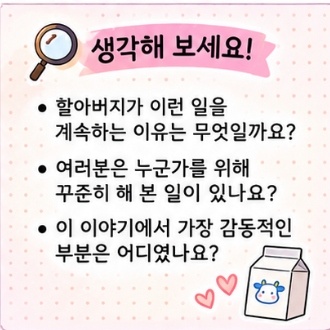 생각해 보세요!
• 할아버지가 이런 일을
계속하는 이유는 무엇일까요?
• 여러분은 누군가를 위해
꾸준히 해 본 일이 있나요?
• 이 이야기에서 가장 감동적인
부분은 어디였나요?